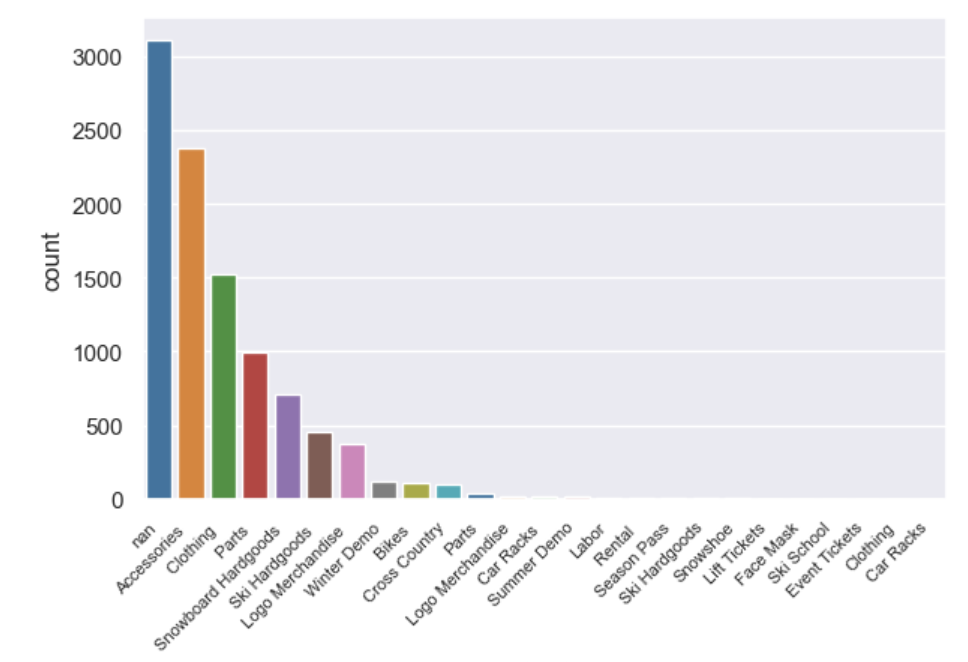 3000
2500
2000
1500
1000
500
0
count
nan
Accessories
Clothing
Parts
Snowboard Hardgoods
Ski Hardgoods
Logo Merchandise
Winter Demo
Bikes
Cross Country
Parts
Logo Merchandise
Car Racks
Summer Demo
Labor
Rental
Season Pass
Ski Hardgoods
Snowshoe
Lift Tickets
Face Mask
Ski School
Event Tickets
Clothing
Car Racks